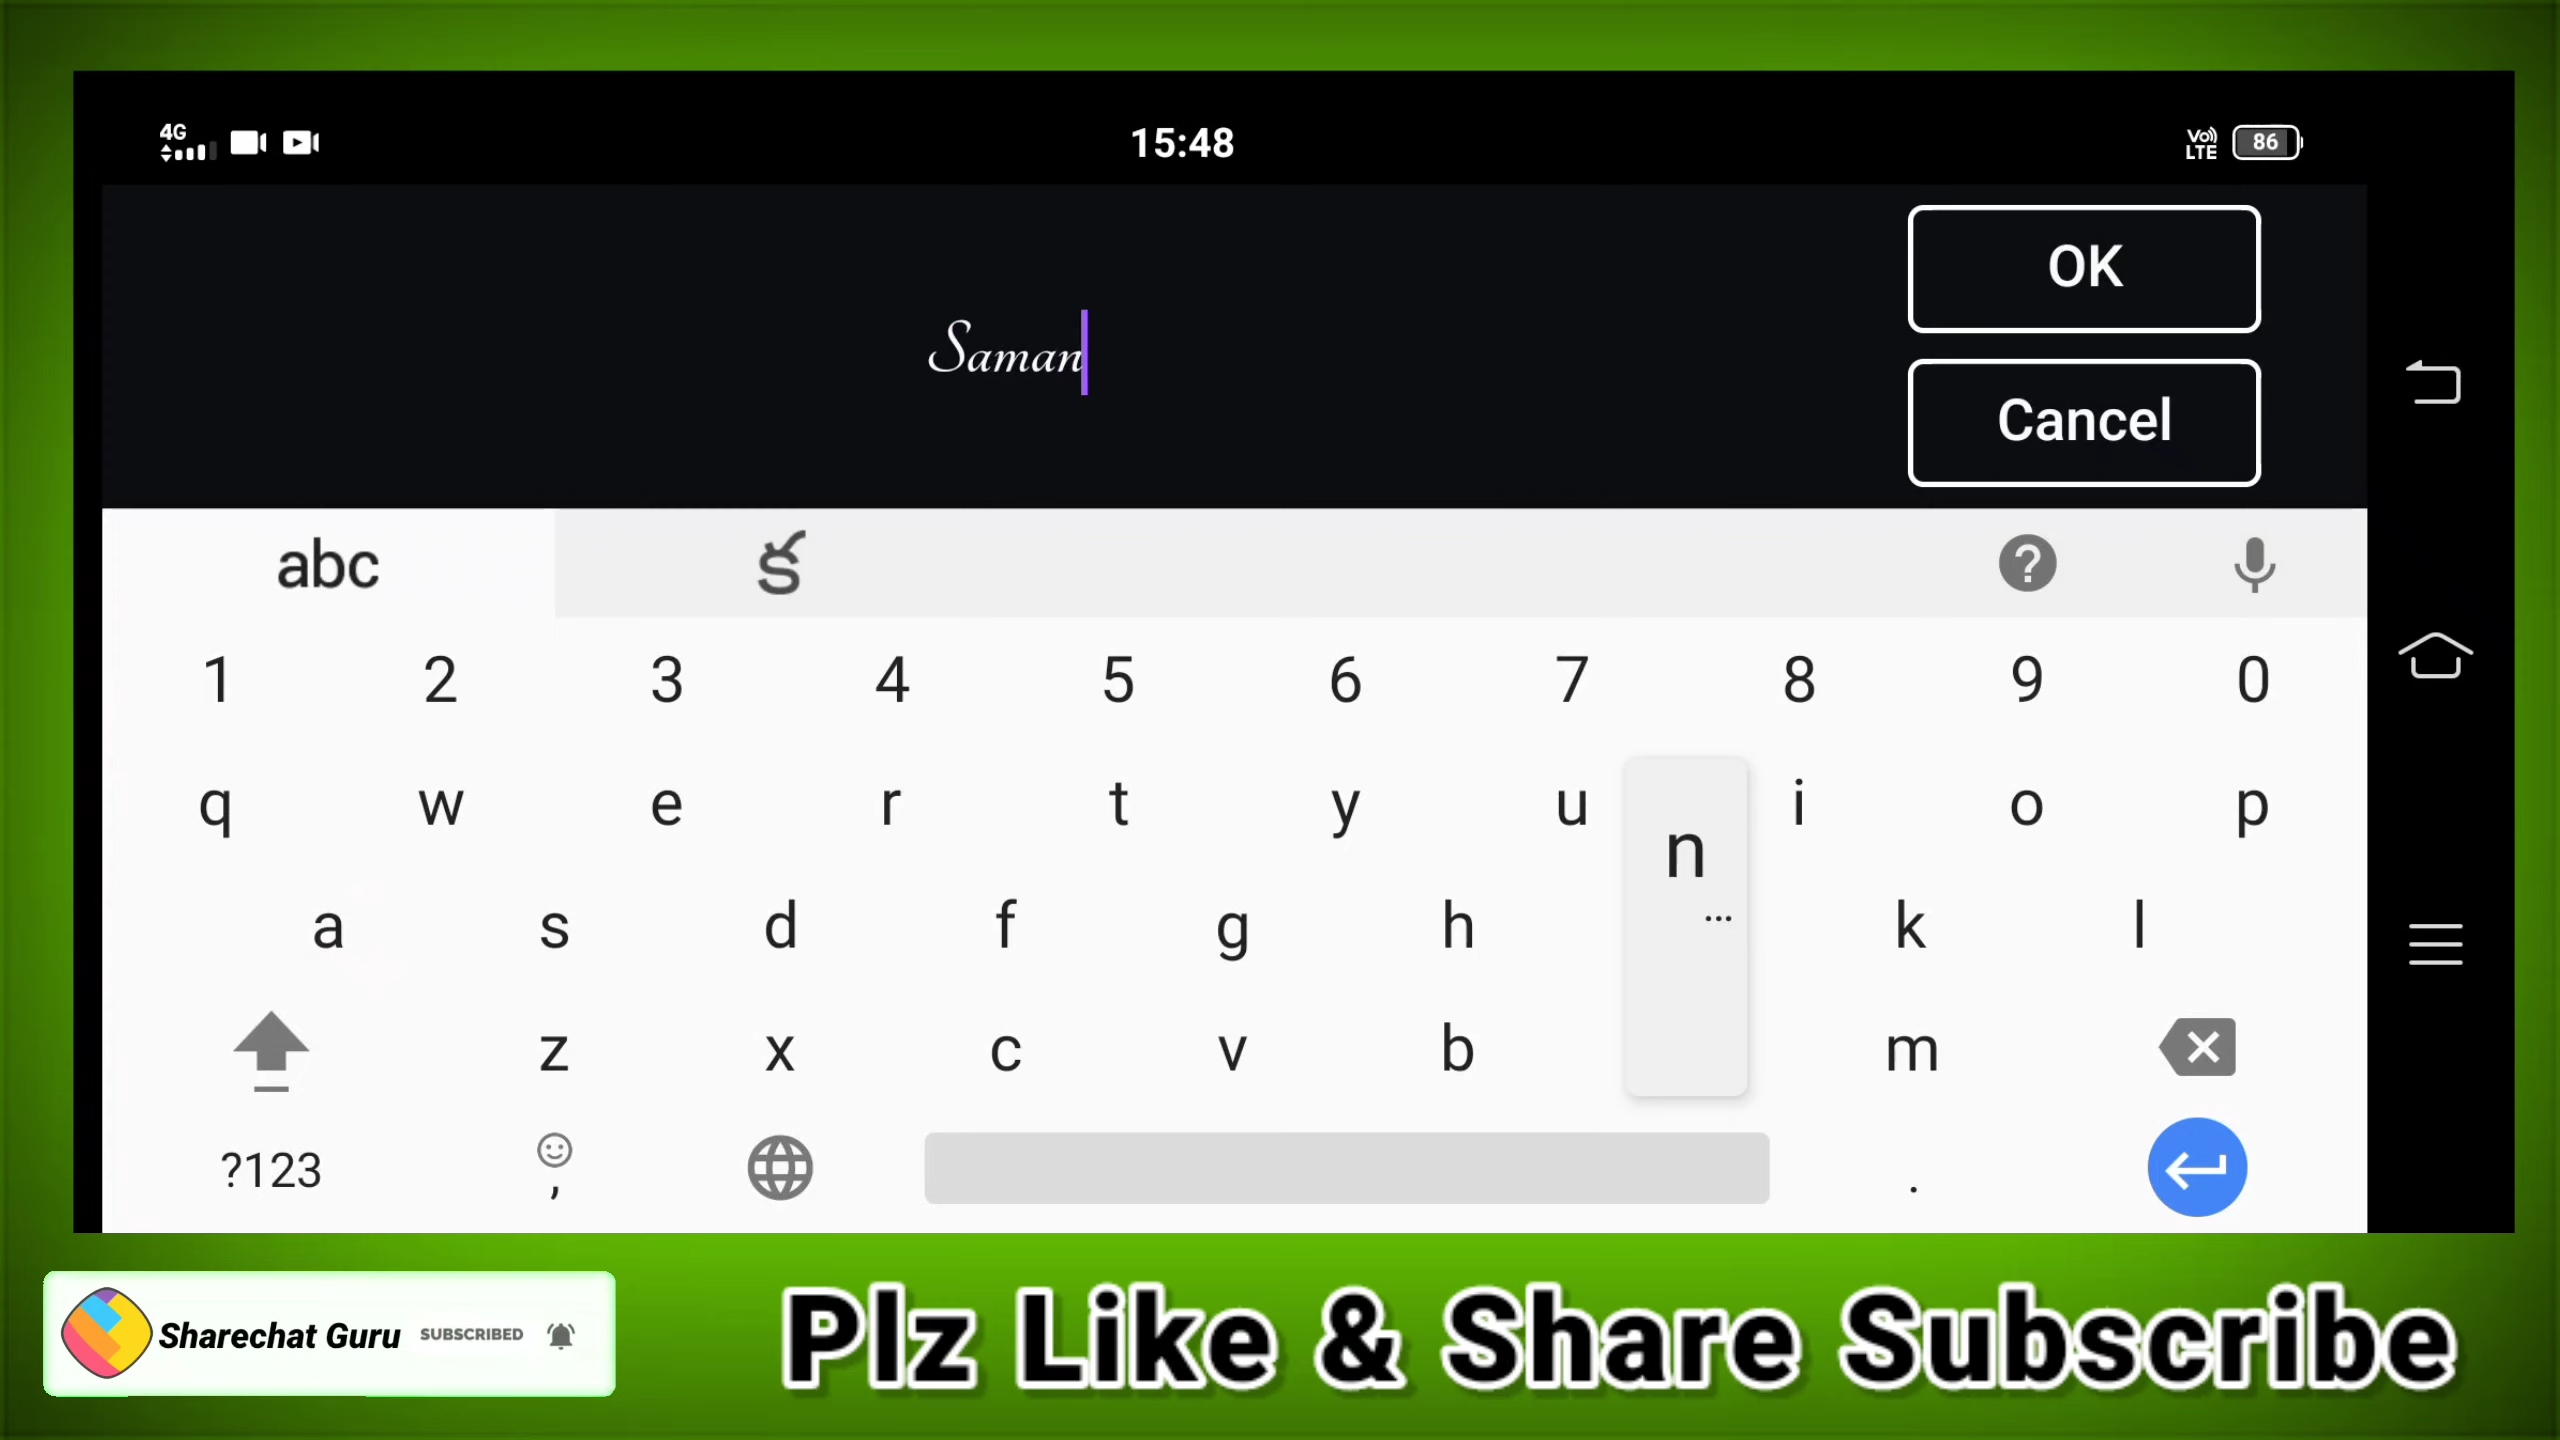 4G 15:48 Vo)) LTE 86
OK
Saman
Cancel
abc క ?
1 2 3 4 5 6 7 8 9 0
q w e r t y u i o p
n ...
a s d f g h k l
z x c v b m
?123 , .
Sharechat Guru SUBSCRIBED
Plz Like & Share Subscribe